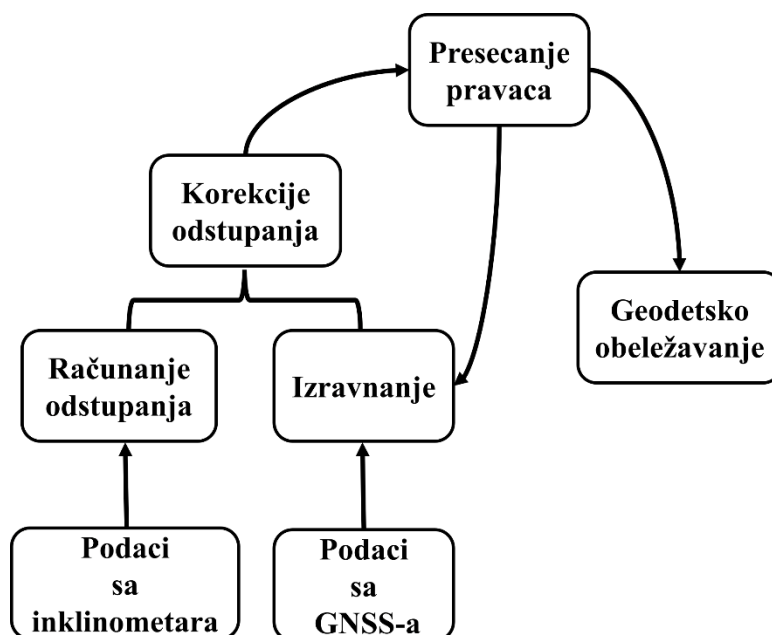 Presecanje
pravaca
Korekcije
odstupanja
Geodetsko
obeležavanje
Računanje
odstupanja
Izravnanje
Podaci
sa
inklinometara
Podaci
sa
GNSS-a